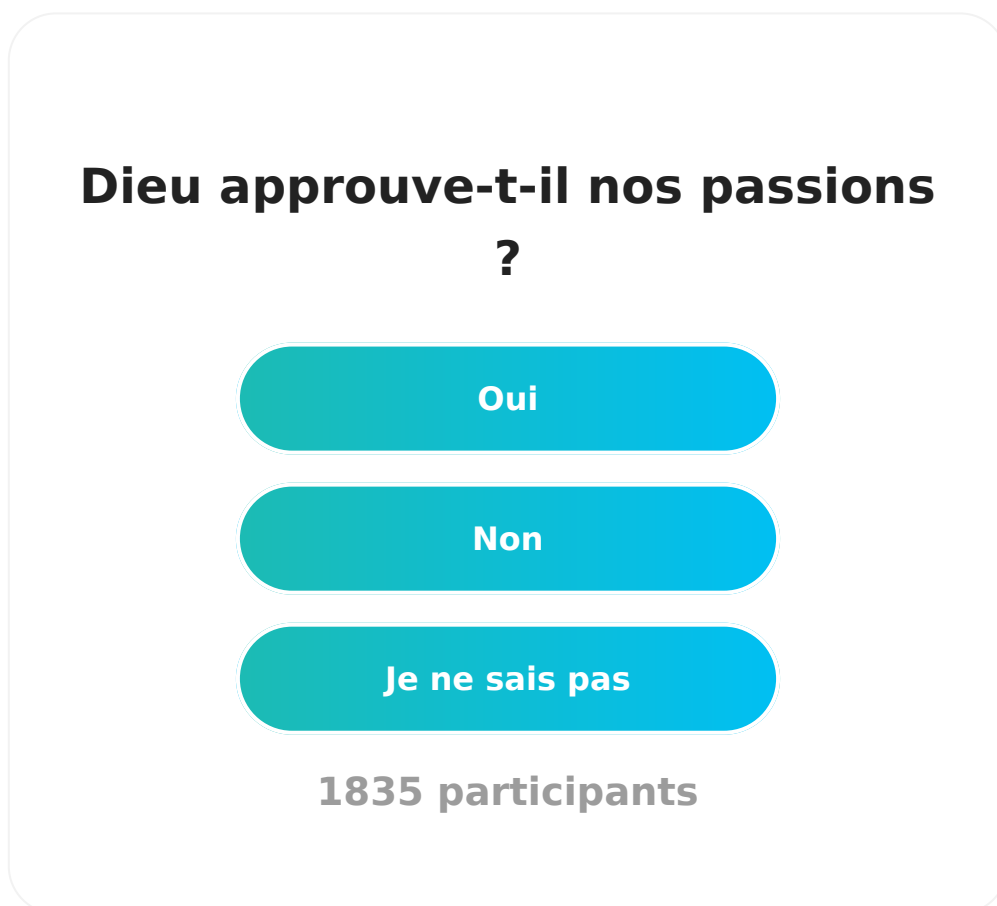 Dieu approuve-t-il nos passions
?
Oui
Non
Je ne sais pas
1835 participants